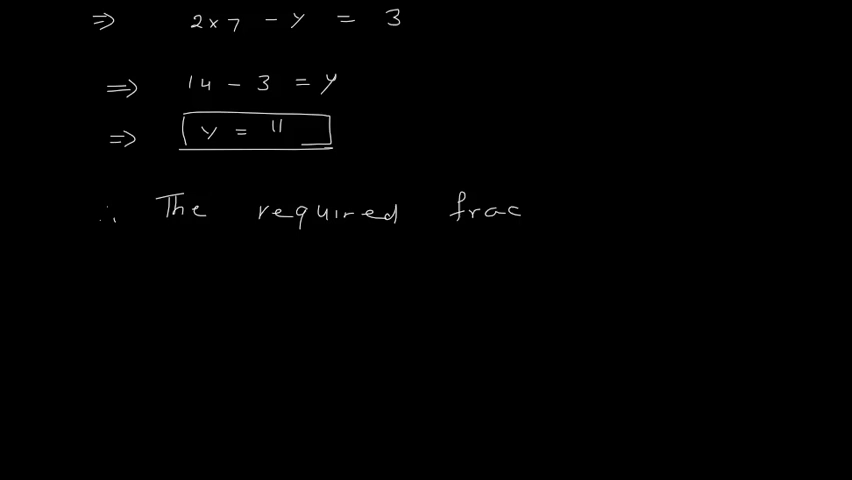 ⇒ 2×7 - y = 3
⇒ 14 - 3 = y
⇒ y = 11
∴ The required frac